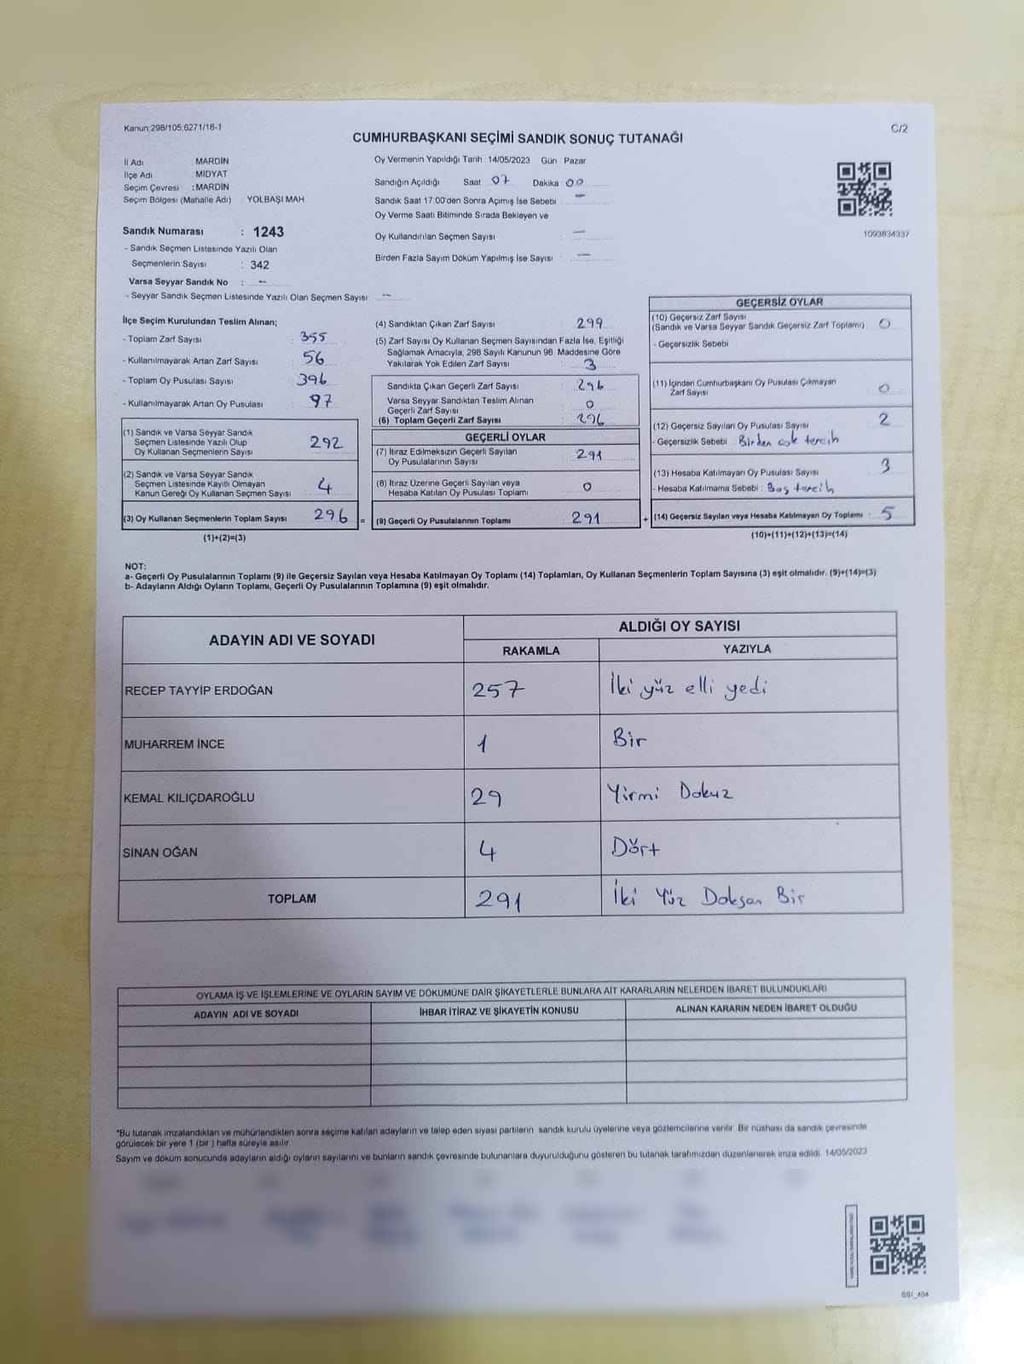 Kanun:298/105;6271/18-1
C/2
CUMHURBAŞKANI SEÇİMİ SANDIK SONUÇ TUTANAĞI
İl Adı : MARDİN
İlçe Adı : MİDYAT
Seçim Çevresi : MARDİN
Seçim Bölgesi (Mahalle Adı) YOLBAŞI MAH
Sandık Numarası : 1243
- Sandık Seçmen Listesinde Yazılı Olan
Seçmenlerin Sayısı : 342
Varsa Seyyar Sandık No : --
- Seyyar Sandık Seçmen Listesinde Yazılı Olan Seçmen Sayısı --
Oy Vermenin Yapıldığı Tarih 14/05/2023 Gün Pazar
Sandığın Açıldığı Saat 07 Dakika 00
Sandık Saat 17:00'den Sonra Açımış İse Sebebi : --
Oy Verme Saati Bitiminde Sırada Bekleyen ve
Oy Kullandırılan Seçmen Sayısı : --
Birden Fazla Sayım Döküm Yapılmış İse Sayısı : --
1093834337
İlçe Seçim Kurulundan Teslim Alınan;
- Toplam Zarf Sayısı : 355
- Kullanılmayarak Artan Zarf Sayısı : 56
- Toplam Oy Pusulası Sayısı : 396
- Kullanılmayarak Artan Oy Pusulası : 97
(1) Sandık ve Varsa Seyyar Sandık
Seçmen Listesinde Yazılı Olup
Oy Kullanan Seçmenlerin Sayısı : 292
(2) Sandık ve Varsa Seyyar Sandık
Seçmen Listesinde Kayıtlı Olmayan
Kanun Gereği Oy Kullanan Seçmen Sayısı : 4
(3) Oy Kullanan Seçmenlerin Toplam Sayısı : 296
(1)+(2)=(3)
(4) Sandıktan Çıkan Zarf Sayısı : 299
(5) Zarf Sayısı Oy Kullanan Seçmen Sayısından Fazla İse, Eşitliği
Sağlamak Amacıyla, 298 Sayılı Kanunun 98. Maddesine Göre
Yakılarak Yok Edilen Zarf Sayısı : 3
Sandıkta Çıkan Geçerli Zarf Sayısı : 296
Varsa Seyyar Sandıktan Teslim Alınan
Geçerli Zarf Sayısı : 0
(6) Toplam Geçerli Zarf Sayısı : 296
GEÇERLİ OYLAR
(7) İtiraz Edilmeksizin Geçerli Sayılan
Oy Pusulalarının Sayısı : 291
(8) İtiraz Üzerine Geçerli Sayılan veya
Hesaba Katılan Oy Pusulası Toplamı : 0
= (9) Geçerli Oy Pusulalarının Toplamı : 291
GEÇERSİZ OYLAR
(10) Geçersiz Zarf Sayısı
(Sandık ve Varsa Seyyar Sandık Geçersiz Zarf Toplamı) : 0
- Geçersizlik Sebebi :
(11) İçinden Cumhurbaşkanı Oy Pusulası Çıkmayan
Zarf Sayısı : 0
(12) Geçersiz Sayılan Oy Pusulası Sayısı : 2
- Geçersizlik Sebebi : Birden çok tercih
(13) Hesaba Katılmayan Oy Pusulası Sayısı : 3
- Hesaba Katılmama Sebebi : Boş tercih
+ (14) Geçersiz Sayılan veya Hesaba Katılmayan Oy Toplamı : 5
(10)+(11)+(12)+(13)=(14)
NOT:
a- Geçerli Oy Pusulalarının Toplamı (9) ile Geçersiz Sayılan veya Hesaba Katılmayan Oy Toplamı (14) Toplamları, Oy Kullanan Seçmenlerin Toplam Sayısına (3) eşit olmalıdır. (9)+(14)=(3)
b- Adayların Aldığı Oyların Toplamı, Geçerli Oy Pusulalarının Toplamına (9) eşit olmalıdır.
ADAYIN ADI VE SOYADI
ALDIĞI OY SAYISI
RAKAMLA YAZIYLA
RECEP TAYYİP ERDOĞAN 257 İki yüz elli yedi
MUHARREM İNCE 1 Bir
KEMAL KILIÇDAROĞLU 29 Yirmi Dokuz
SİNAN OĞAN 4 Dört
TOPLAM 291 İki Yüz Doksan Bir
OYLAMA İŞ VE İŞLEMLERİNE VE OYLARIN SAYIM VE DÖKÜMÜNE DAİR ŞİKAYETLERLE BUNLARA AİT KARARLARIN NELERDEN İBARET BULUNDUKLARI
ADAYIN ADI VE SOYADI İHBAR İTİRAZ VE ŞİKAYETİN KONUSU ALINAN KARARIN NEDEN İBARET OLDUĞU
*Bu tutanak imzalandıktan ve mühürlendikten sonra seçime katılan adayların ve talep eden siyasi partilerin sandık kurulu üyelerine veya gözlemcilerine verilir. Bir nüshası da sandık çevresinde
görülecek bir yere 1 (bir ) hafta süreyle asılır.
Sayım ve döküm sonucunda adayların aldığı oyların sayılarını ve bunların sandık çevresinde bulunanlara duyurulduğunu gösteren bu tutanak tarafımızdan düzenlenerek imza edildi. 14/05/2023